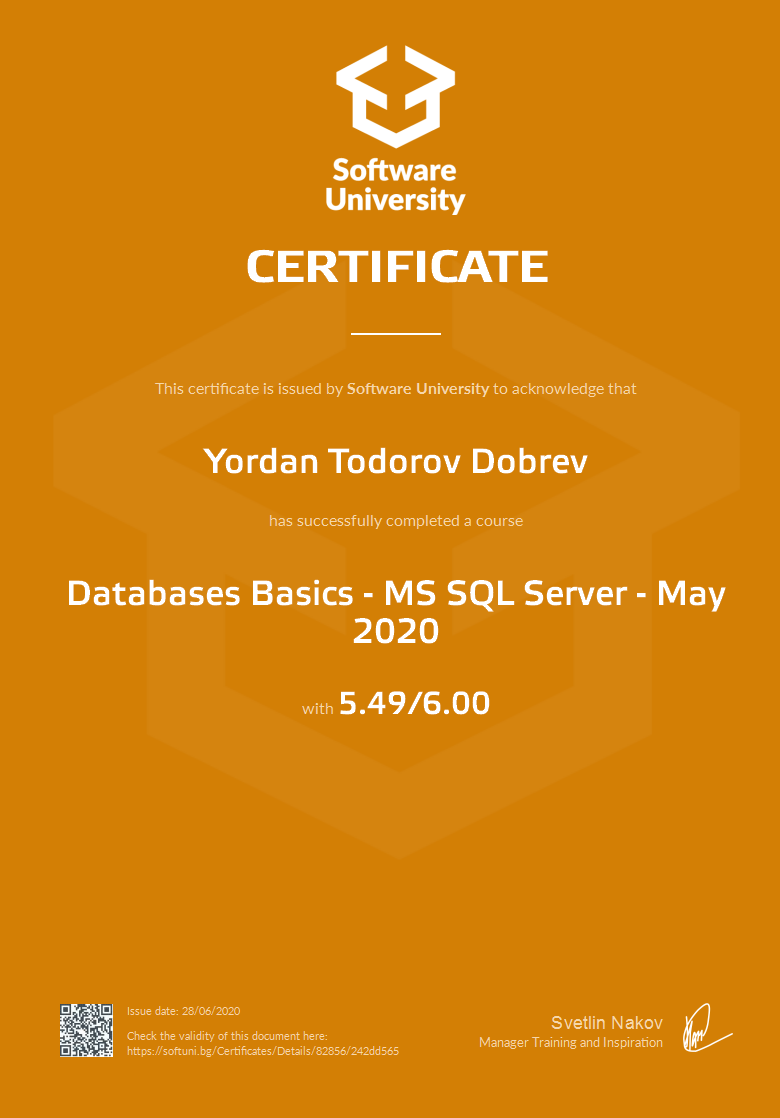 Software
University
CERTIFICATE
This certificate is issued by Software University to acknowledge that
Yordan Todorov Dobrev
has successfully completed a course
Databases Basics - MS SQL Server - May
2020
with 5.49/6.00
Issue date: 28/06/2020
Check the validity of this document here:
https://softuni.bg/Certificates/Details/82856/242dd565
Svetlin Nakov
Manager Training and Inspiration